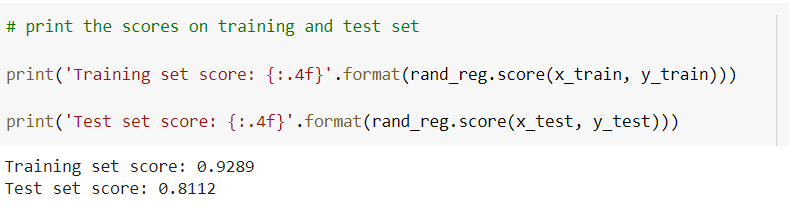 # print the scores on training and test set
print('Training set score: {:.4f}'.format(rand_reg.score(x_train, y_train)))
print('Test set score: {:.4f}'.format(rand_reg.score(x_test, y_test)))
Training set score: 0.9289
Test set score: 0.8112